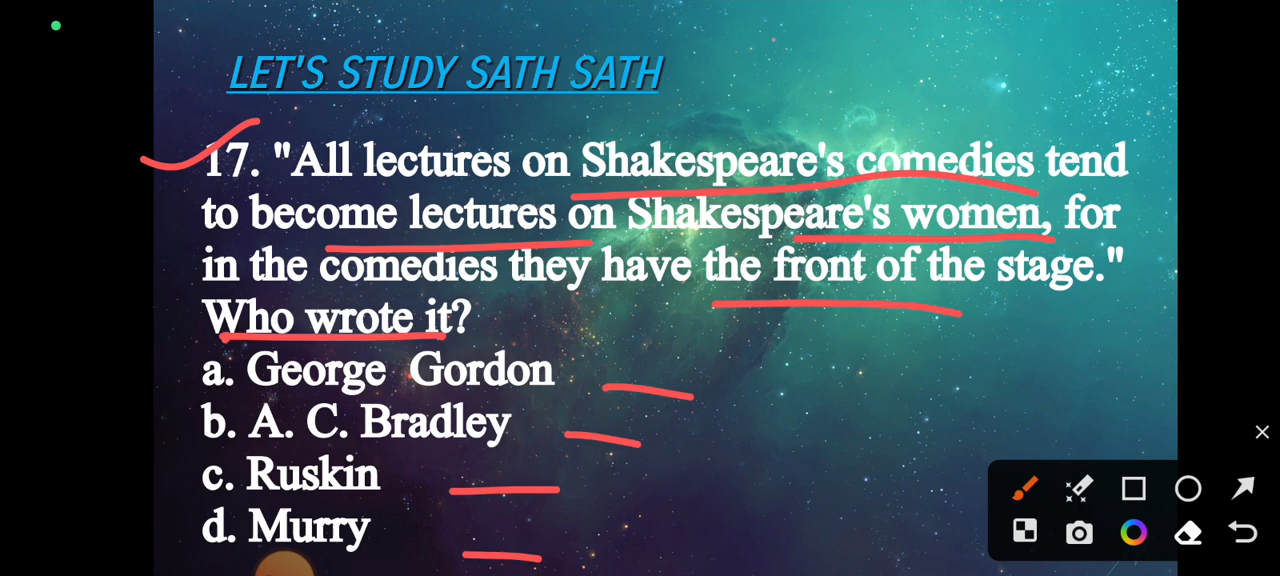 LET'S STUDY SATH SATH
17. "All lectures on Shakespeare's comedies tend
to become lectures on Shakespeare's women, for
in the comedies they have the front of the stage."
Who wrote it?
a. George Gordon
b. A. C. Bradley
c. Ruskin
d. Murry